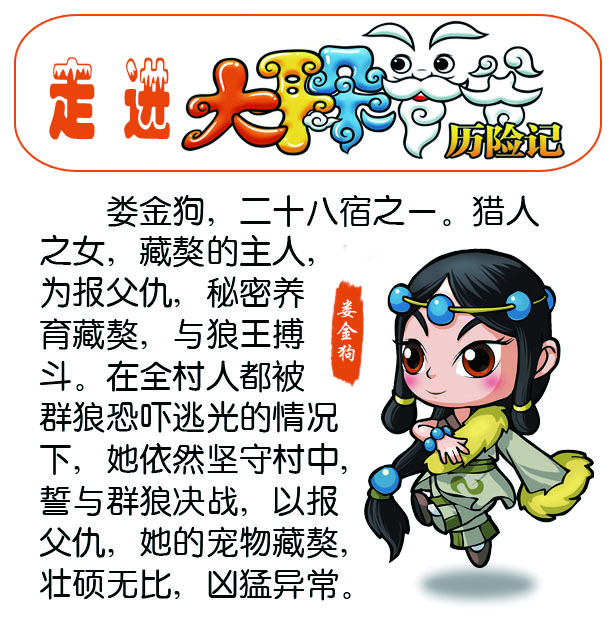 走进大
历险记
娄金狗，二十八宿之一。猎人
之女，藏獒的主人，
为报父仇，秘密养
育藏獒，与狼王搏
斗。在全村人都被
群狼恐吓逃光的情况
下，她依然坚守村中，
誓与群狼决战，以报
父仇，她的宠物藏獒，
壮硕无比，凶猛异常。
娄金狗